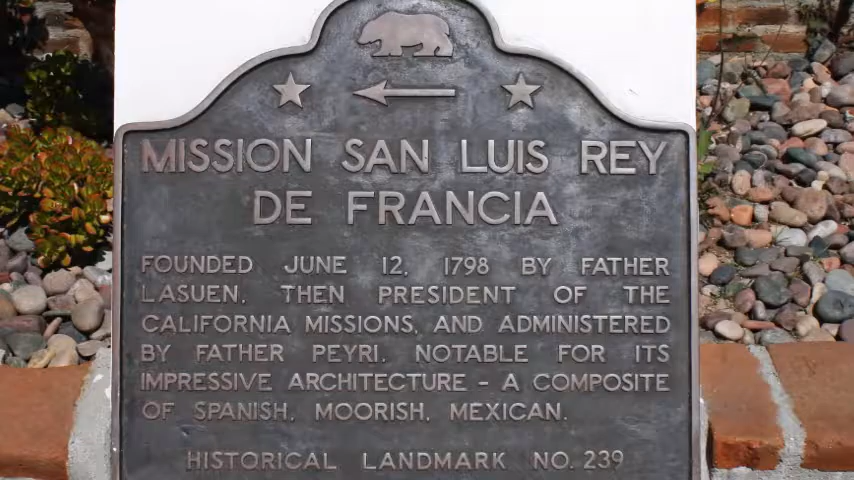 MISSION SAN LUIS REY
DE FRANCIA
FOUNDED JUNE 12, 1798 BY FATHER
LASUEN, THEN PRESIDENT OF THE
CALIFORNIA MISSIONS, AND ADMINISTERED
BY FATHER PEYRI. NOTABLE FOR ITS
IMPRESSIVE ARCHITECTURE - A COMPOSITE
OF SPANISH, MOORISH, MEXICAN.
HISTORICAL LANDMARK NO. 239